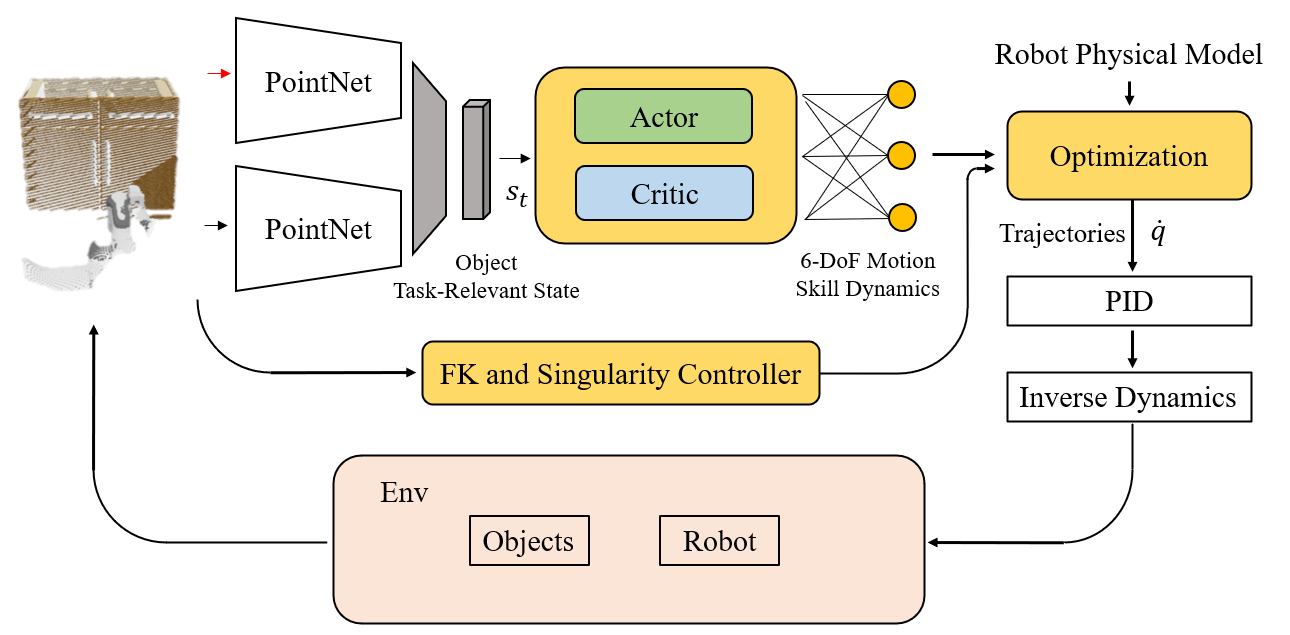 PointNet
PointNet
Object
Task-Relevant State
s_t
Actor
Critic
6-DoF Motion
Skill Dynamics
Robot Physical Model
Optimization
Trajectories q̇
PID
Inverse Dynamics
FK and Singularity Controller
Env
Objects
Robot